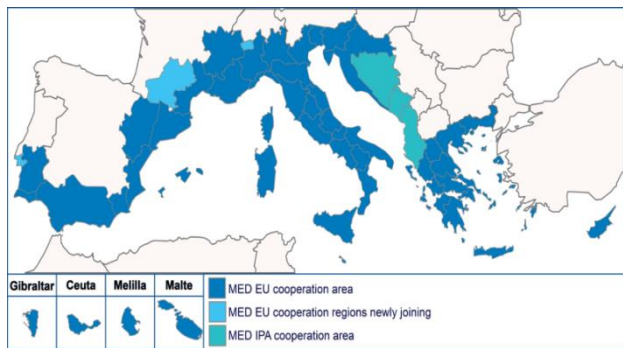 Gibraltar Ceuta Melilla Malte
MED EU cooperation area
MED EU cooperation regions newly joining
MED IPA cooperation area